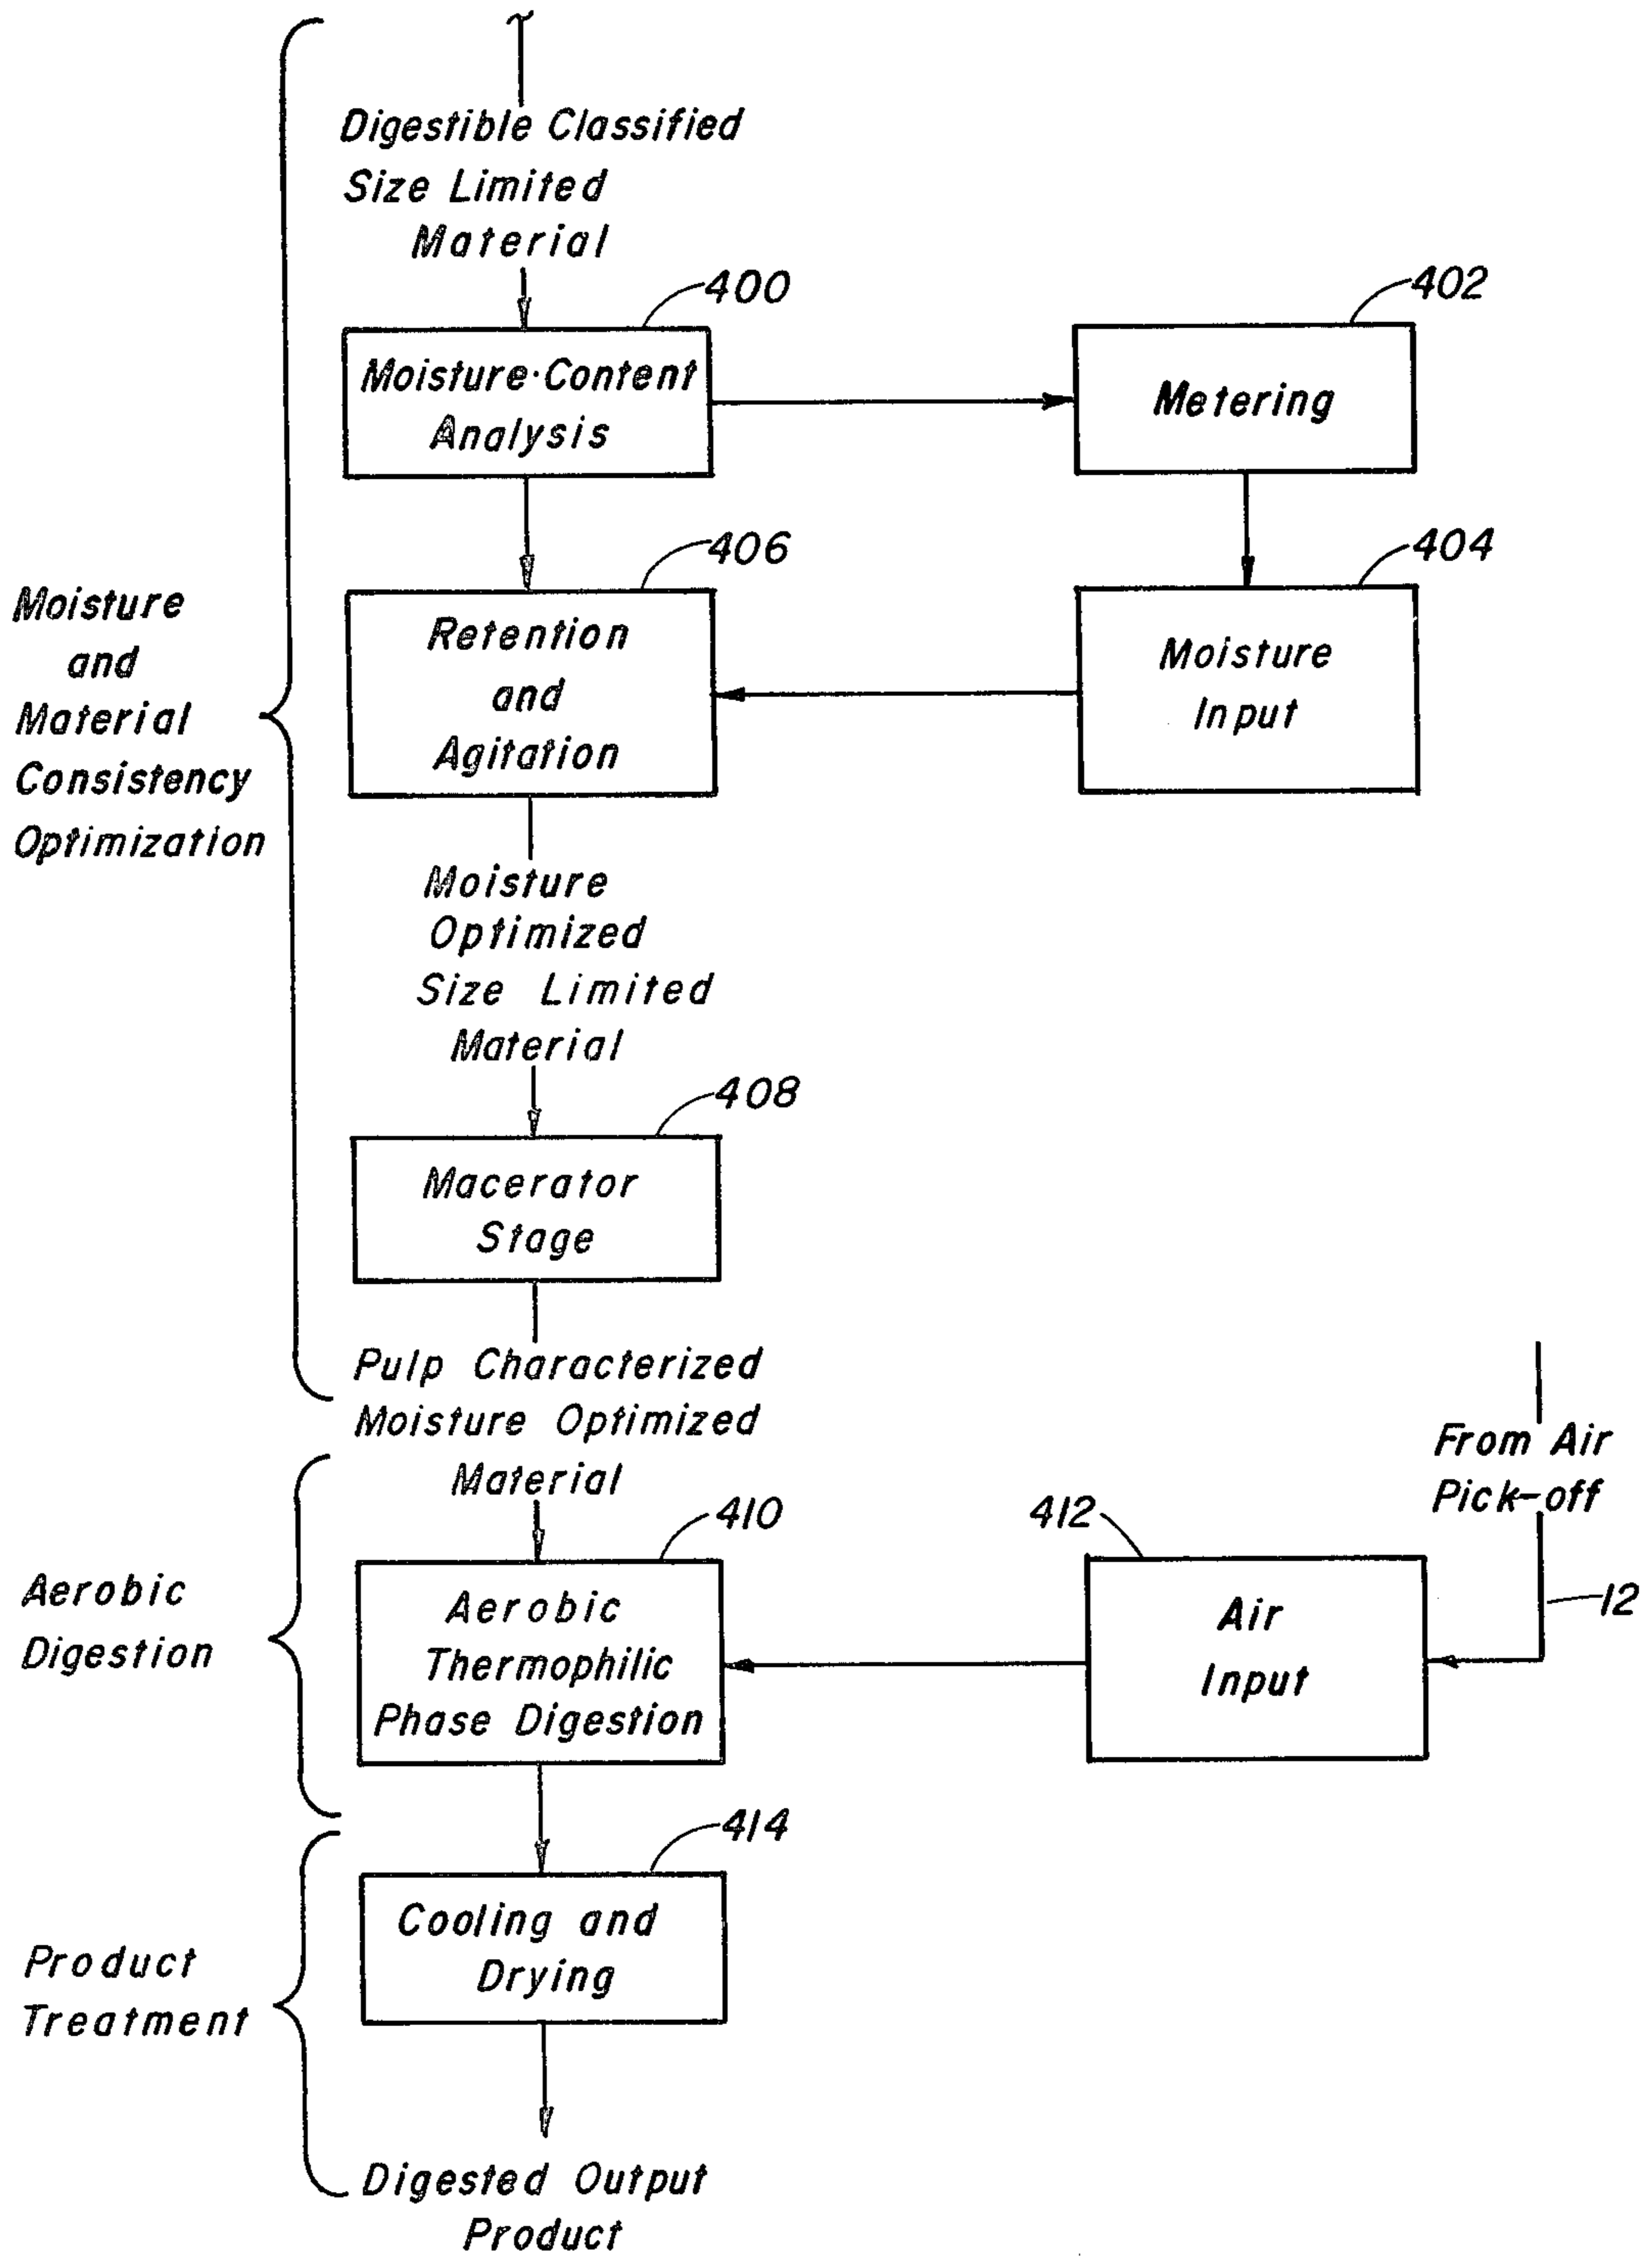 Digestible Classified
Size Limited
Material
400
402
Moisture·Content
Analysis
Metering
406
404
Retention
and
Agitation
Moisture
Input
Moisture
and
Material
Consistency
Optimization
Moisture
Optimized
Size Limited
Material
408
Macerator
Stage
Pulp Characterized
Moisture Optimized
Material
From Air
Pick-off
410
412
12
Aerobic
Digestion
Aerobic
Thermophilic
Phase Digestion
Air
Input
414
Cooling and
Drying
Product
Treatment
Digested Output
Product